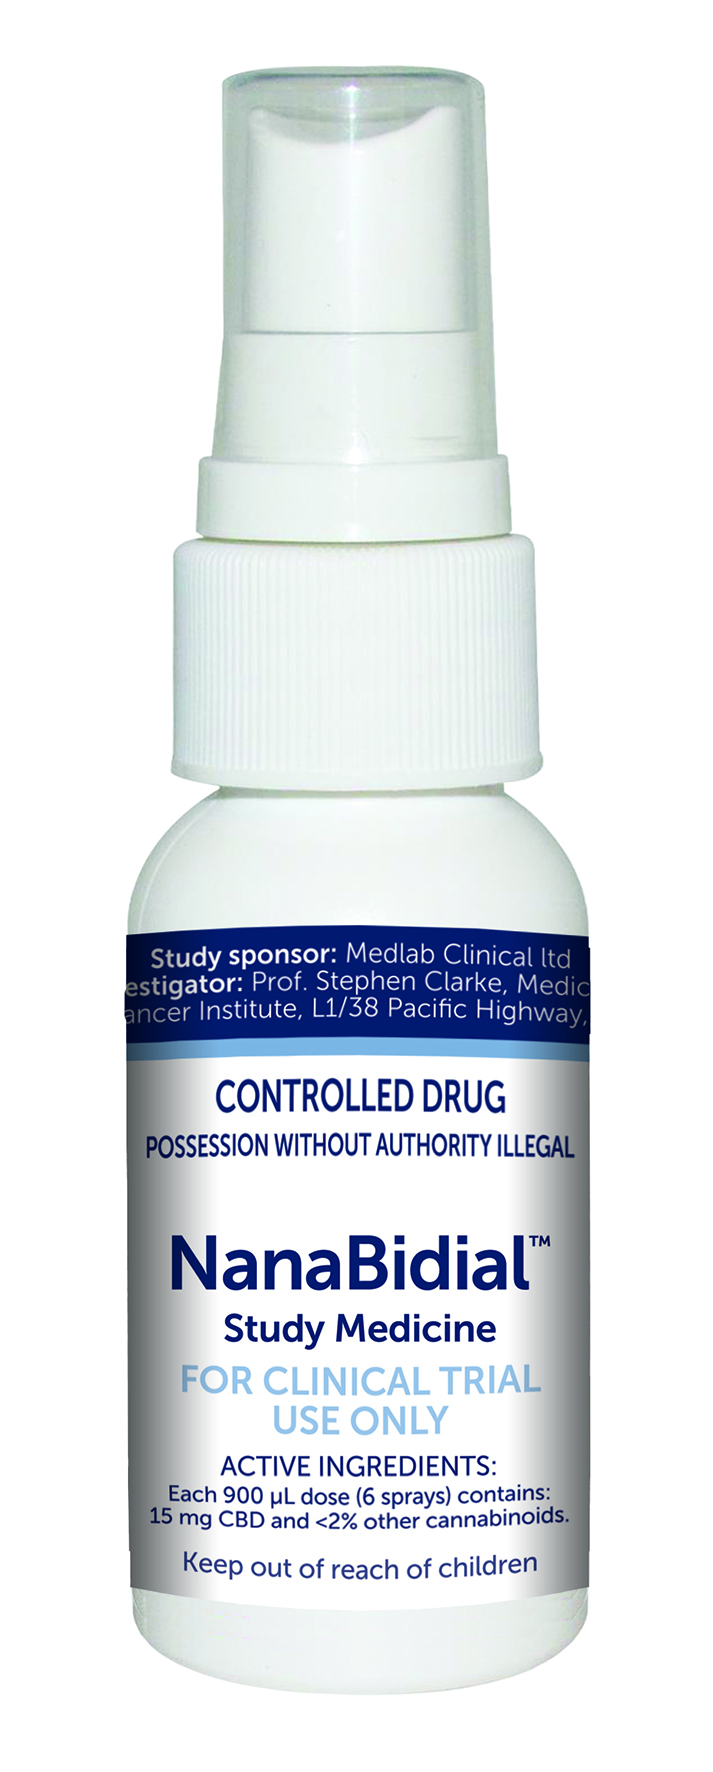 Study sponsor: Medlab Clinical ltd
estigator: Prof. Stephen Clarke, Medic
ancer Institute, L1/38 Pacific Highway,
CONTROLLED DRUG
POSSESSION WITHOUT AUTHORITY ILLEGAL
NanaBidial™
Study Medicine
FOR CLINICAL TRIAL
USE ONLY
ACTIVE INGREDIENTS:
Each 900 µL dose (6 sprays) contains:
15 mg CBD and <2% other cannabinoids.
Keep out of reach of children